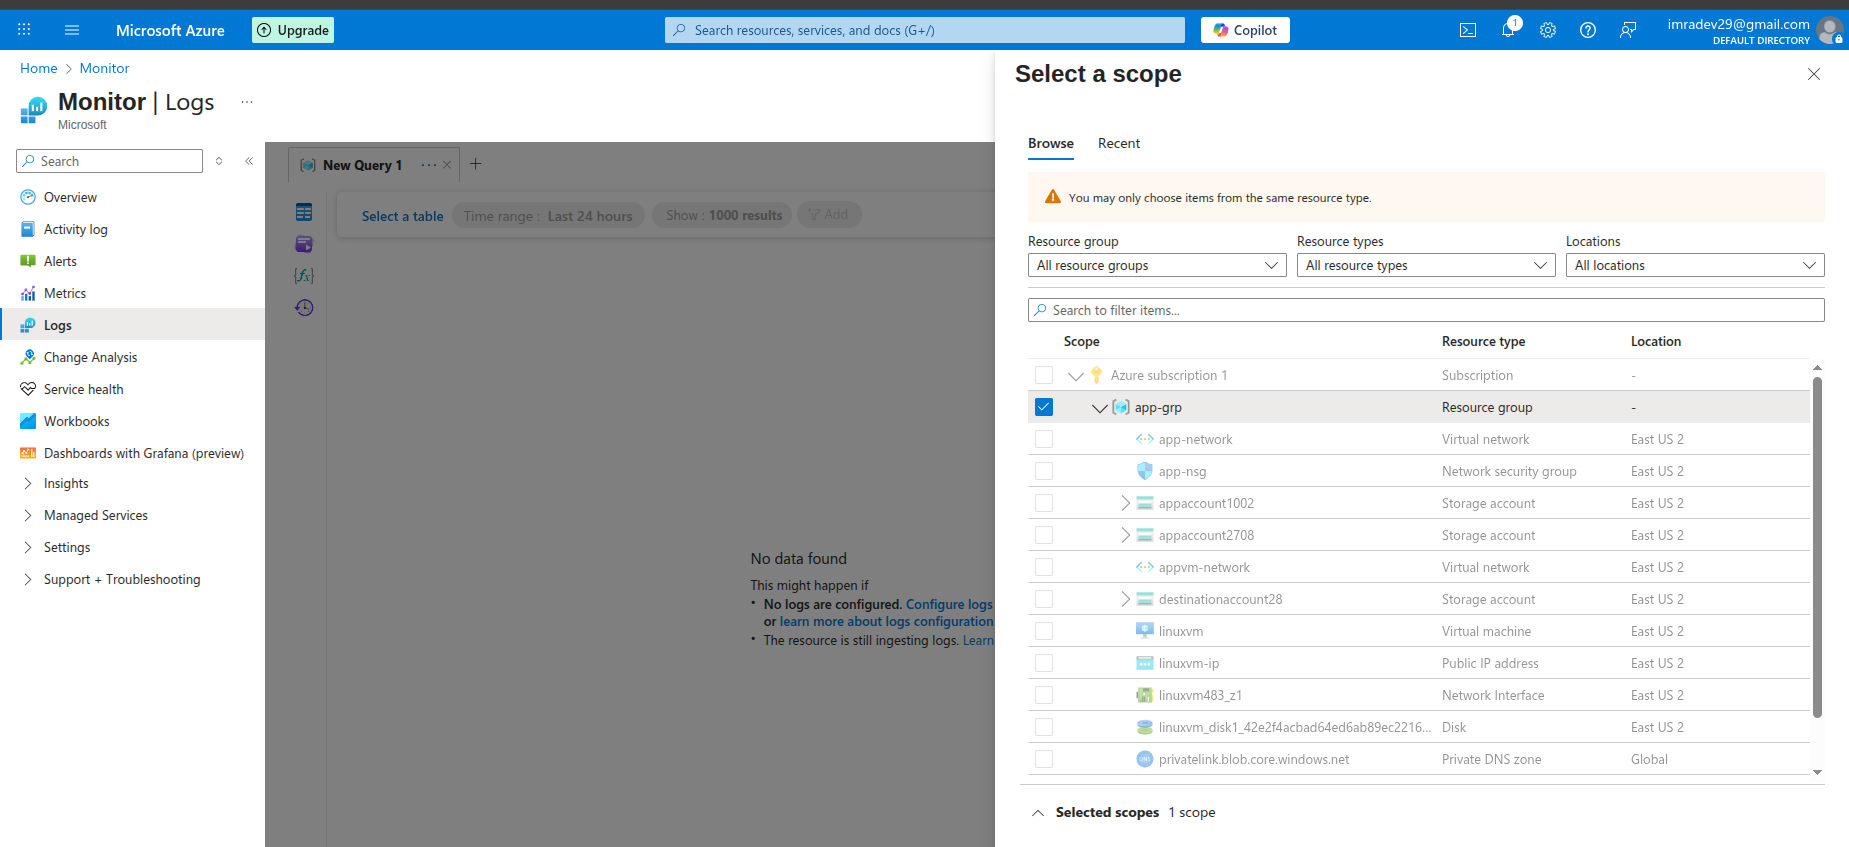 Microsoft Azure
Upgrade
Search resources, services, and docs (G+/)
Copilot
1
imradev29@gmail.com
DEFAULT DIRECTORY
Home > Monitor
Monitor | Logs
...
Microsoft
Search
Overview
Activity log
Alerts
Metrics
Logs
Change Analysis
Service health
Workbooks
Dashboards with Grafana (preview)
Insights
Managed Services
Settings
Support + Troubleshooting
New Query 1
Select a table
Time range : Last 24 hours
Show : 1000 results
Add
No data found
This might happen if
• No logs are configured. Configure logs
or learn more about logs configuration
• The resource is still ingesting logs. Learn
Select a scope
Browse
Recent
You may only choose items from the same resource type.
Resource group
Resource types
Locations
All resource groups
All resource types
All locations
Search to filter items...
Scope Resource type Location
Azure subscription 1 Subscription -
app-grp Resource group -
app-network Virtual network East US 2
app-nsg Network security group East US 2
appaccount1002 Storage account East US 2
appaccount2708 Storage account East US 2
appvm-network Virtual network East US 2
destinationaccount28 Storage account East US 2
linuxvm Virtual machine East US 2
linuxvm-ip Public IP address East US 2
linuxvm483_z1 Network Interface East US 2
linuxvm_disk1_42e2f4acbad64ed6ab89ec2216... Disk East US 2
privatelink.blob.core.windows.net Private DNS zone Global
Selected scopes 1 scope